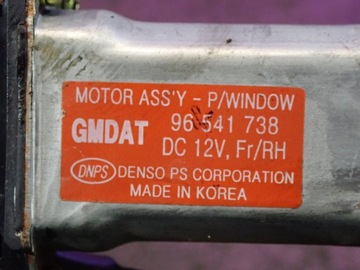 MOTOR ASS'Y - P/WINDOW
GMDAT 96 541 738
DC 12V, Fr/RH
DNPS DENSO PS CORPORATION
MADE IN KOREA